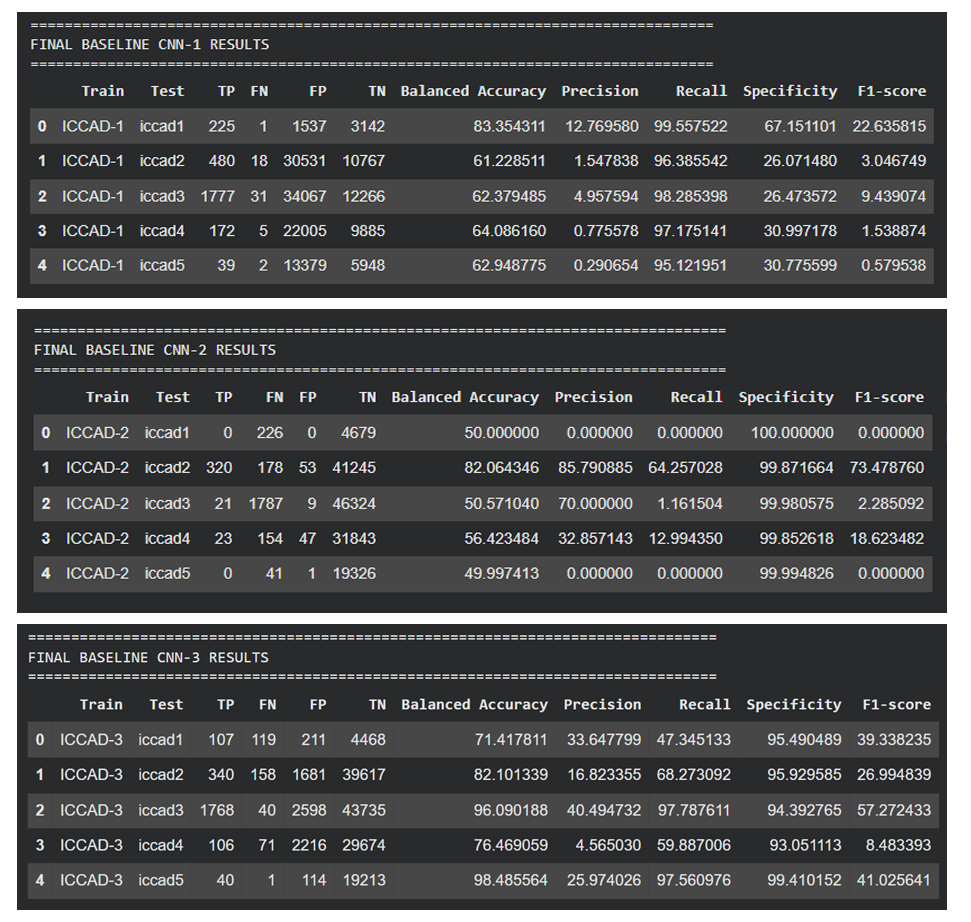 ================================================================================
FINAL BASELINE CNN-1 RESULTS
================================================================================
Train Test TP FN FP TN Balanced Accuracy Precision Recall Specificity F1-score
0 ICCAD-1 iccad1 225 1 1537 3142 83.354311 12.769580 99.557522 67.151101 22.635815
1 ICCAD-1 iccad2 480 18 30531 10767 61.228511 1.547838 96.385542 26.071480 3.046749
2 ICCAD-1 iccad3 1777 31 34067 12266 62.379485 4.957594 98.285398 26.473572 9.439074
3 ICCAD-1 iccad4 172 5 22005 9885 64.086160 0.775578 97.175141 30.997178 1.538874
4 ICCAD-1 iccad5 39 2 13379 5948 62.948775 0.290654 95.121951 30.775599 0.579538
================================================================================
FINAL BASELINE CNN-2 RESULTS
================================================================================
Train Test TP FN FP TN Balanced Accuracy Precision Recall Specificity F1-score
0 ICCAD-2 iccad1 0 226 0 4679 50.000000 0.000000 0.000000 100.000000 0.000000
1 ICCAD-2 iccad2 320 178 53 41245 82.064346 85.790885 64.257028 99.871664 73.478760
2 ICCAD-2 iccad3 21 1787 9 46324 50.571040 70.000000 1.161504 99.980575 2.285092
3 ICCAD-2 iccad4 23 154 47 31843 56.423484 32.857143 12.994350 99.852618 18.623482
4 ICCAD-2 iccad5 0 41 1 19326 49.997413 0.000000 0.000000 99.994826 0.000000
================================================================================
FINAL BASELINE CNN-3 RESULTS
================================================================================
Train Test TP FN FP TN Balanced Accuracy Precision Recall Specificity F1-score
0 ICCAD-3 iccad1 107 119 211 4468 71.417811 33.647799 47.345133 95.490489 39.338235
1 ICCAD-3 iccad2 340 158 1681 39617 82.101339 16.823355 68.273092 95.929585 26.994839
2 ICCAD-3 iccad3 1768 40 2598 43735 96.090188 40.494732 97.787611 94.392765 57.272433
3 ICCAD-3 iccad4 106 71 2216 29674 76.469059 4.565030 59.887006 93.051113 8.483393
4 ICCAD-3 iccad5 40 1 114 19213 98.485564 25.974026 97.560976 99.410152 41.025641